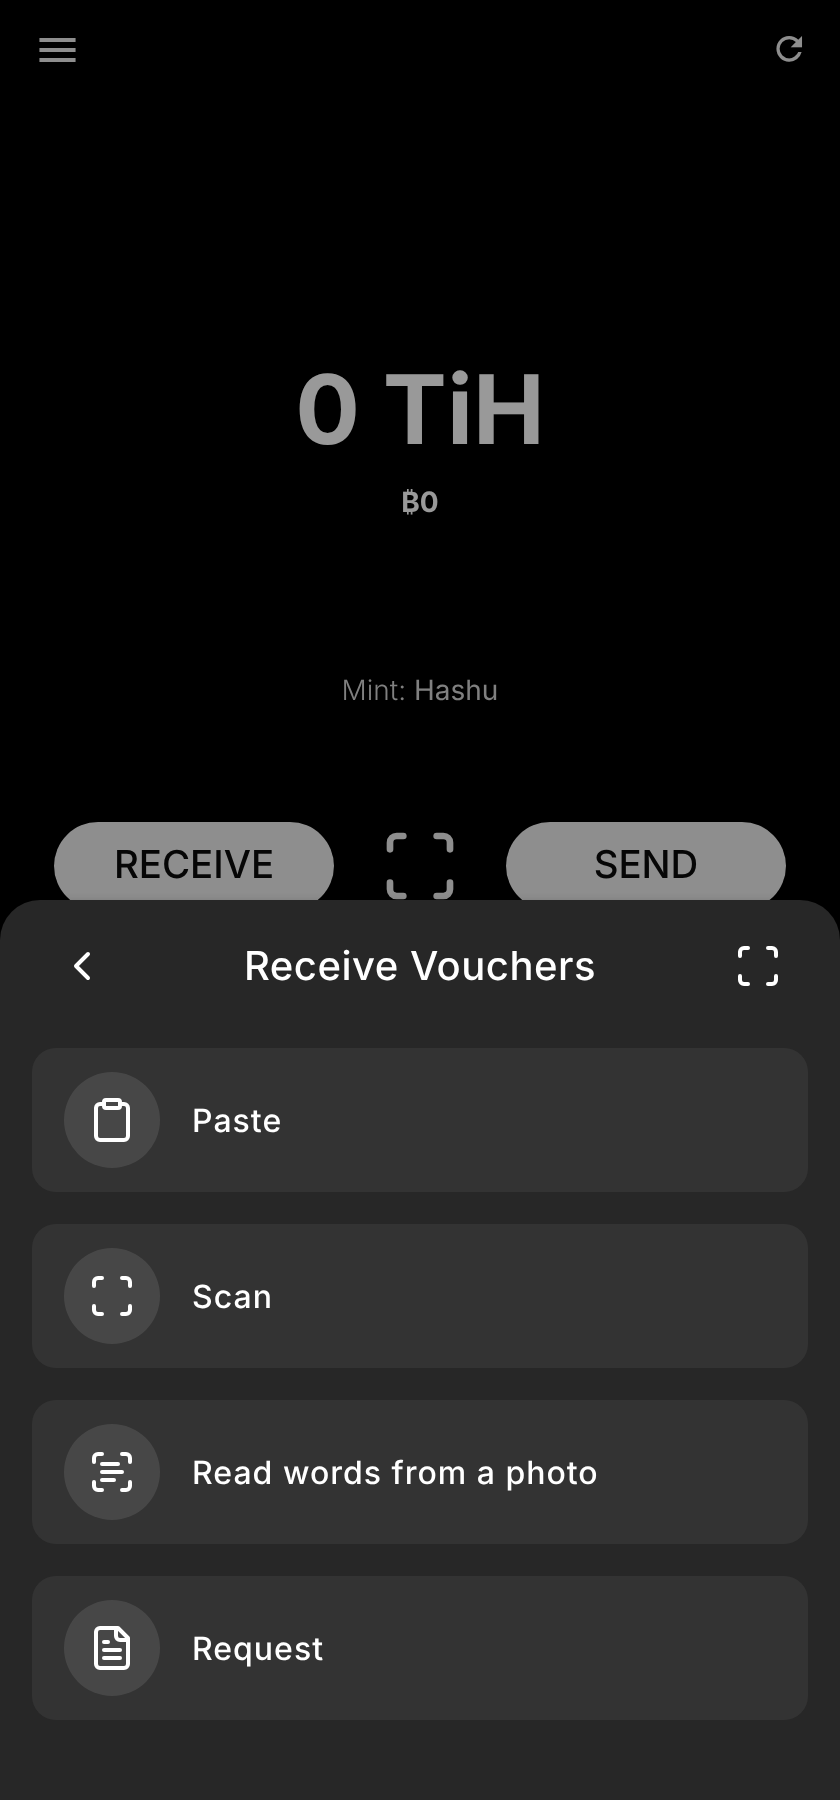 0 TiH
₿0
Mint: Hashu
RECEIVE
SEND
Receive Vouchers
Paste
Scan
Read words from a photo
Request